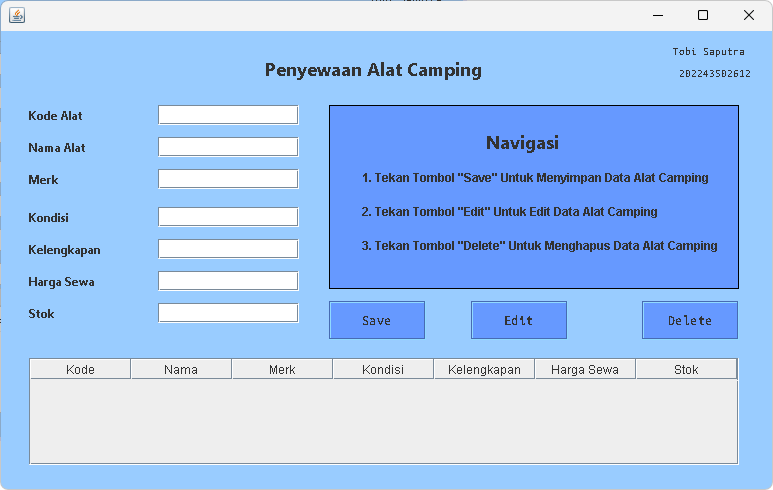 Tobi Saputra
202243502612
Penyewaan Alat Camping
Kode Alat
Nama Alat
Merk
Kondisi
Kelengkapan
Harga Sewa
Stok
Navigasi
1. Tekan Tombol "Save" Untuk Menyimpan Data Alat Camping
2. Tekan Tombol "Edit" Untuk Edit Data Alat Camping
3. Tekan Tombol "Delete" Untuk Menghapus Data Alat Camping
Save Edit Delete
Kode Nama Merk Kondisi Kelengkapan Harga Sewa Stok